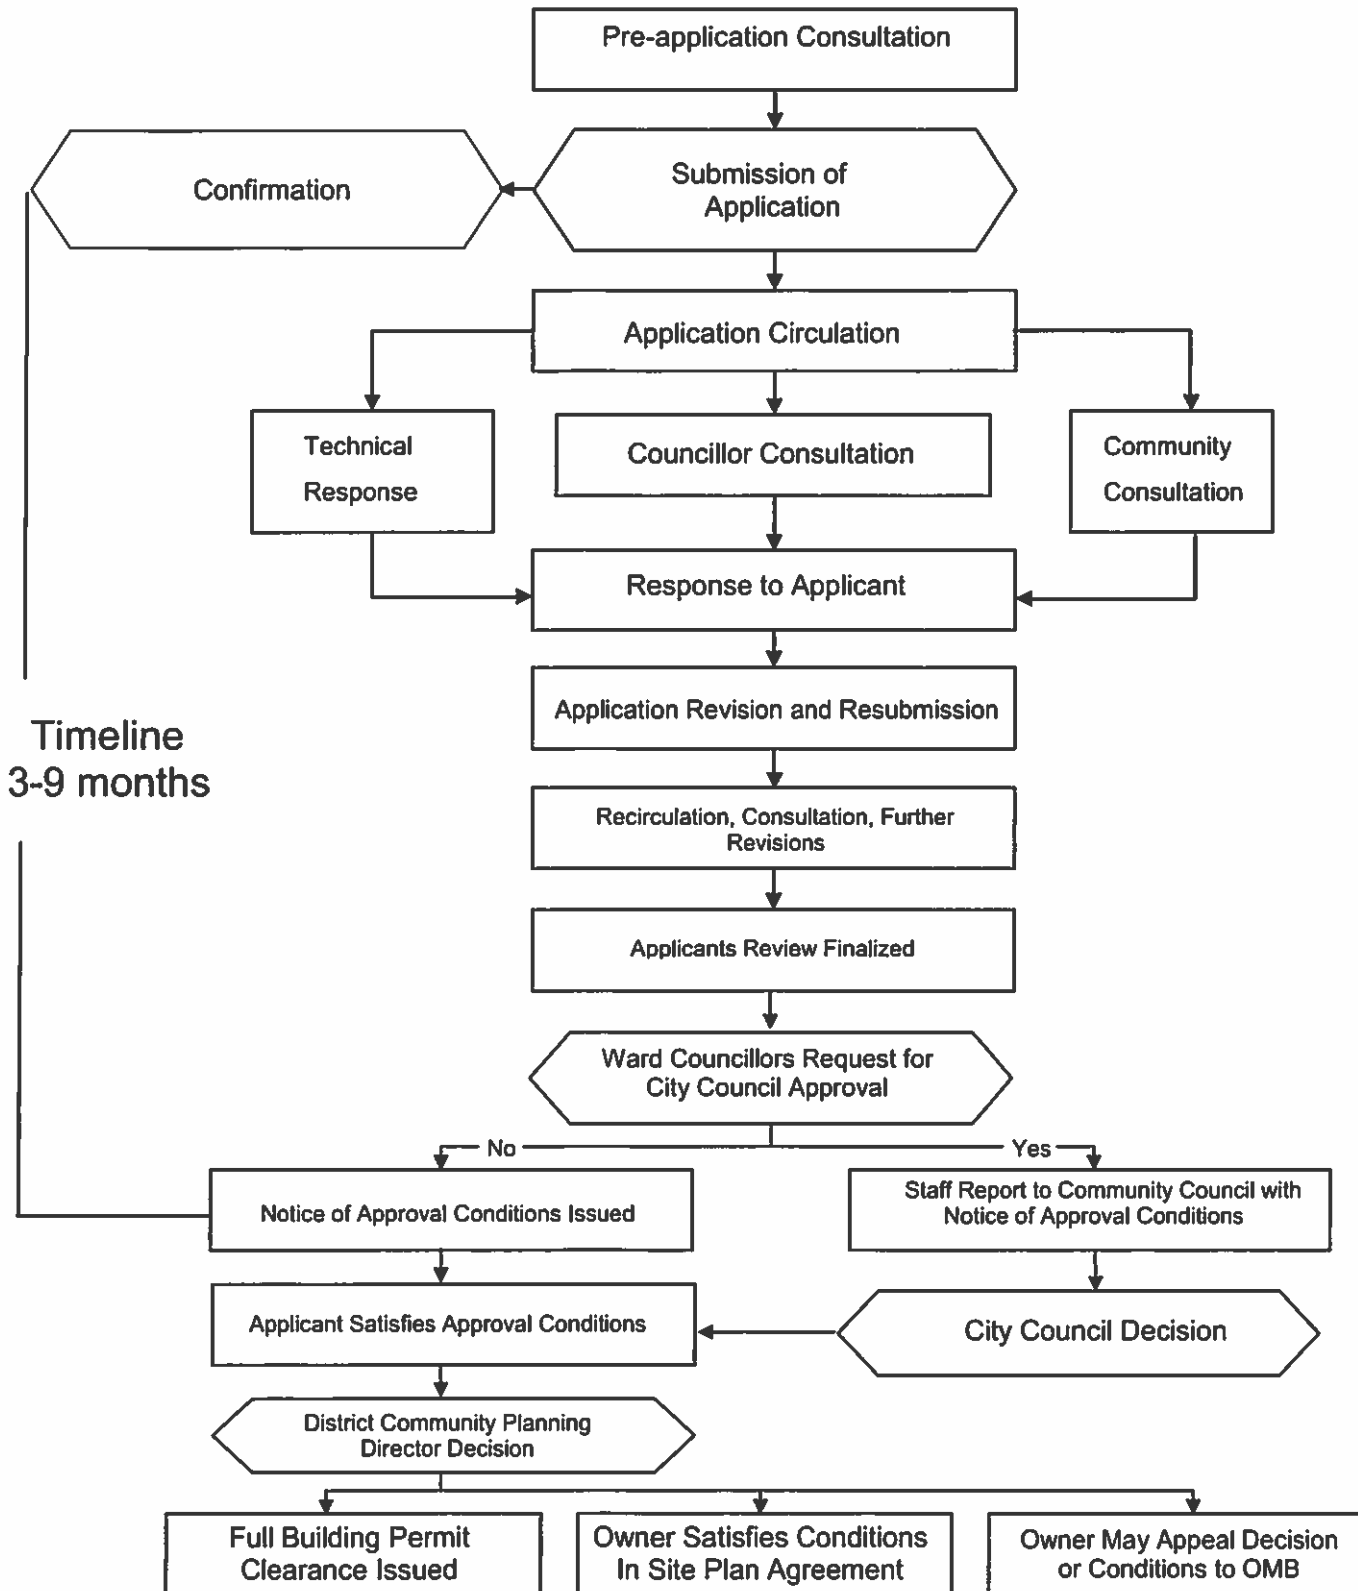 Pre-application Consultation
Confirmation
Submission of
Application
Application Circulation
Technical
Response
Councillor Consultation
Community
Consultation
Response to Applicant
Application Revision and Resubmission
Timeline
3-9 months
Recirculation, Consultation, Further
Revisions
Applicants Review Finalized
Ward Councillors Request for
City Council Approval
No
Yes
Notice of Approval Conditions Issued
Staff Report to Community Council with
Notice of Approval Conditions
Applicant Satisfies Approval Conditions
City Council Decision
District Community Planning
Director Decision
Full Building Permit
Clearance Issued
Owner Satisfies Conditions
In Site Plan Agreement
Owner May Appeal Decision
or Conditions to OMB